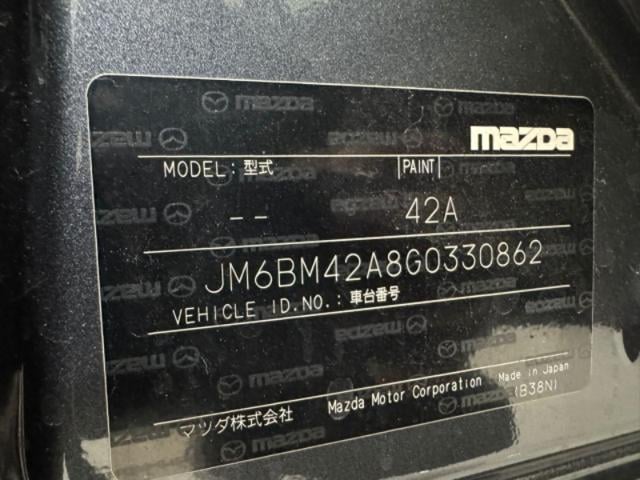 mazda
MODEL: 型式 |PAINT|
-- 42A
JM6BM42A8G0330862
VEHICLE ID.NO.: 車台番号
マツダ株式会社 Mazda Motor Corporation Made in Japan
(B38N)